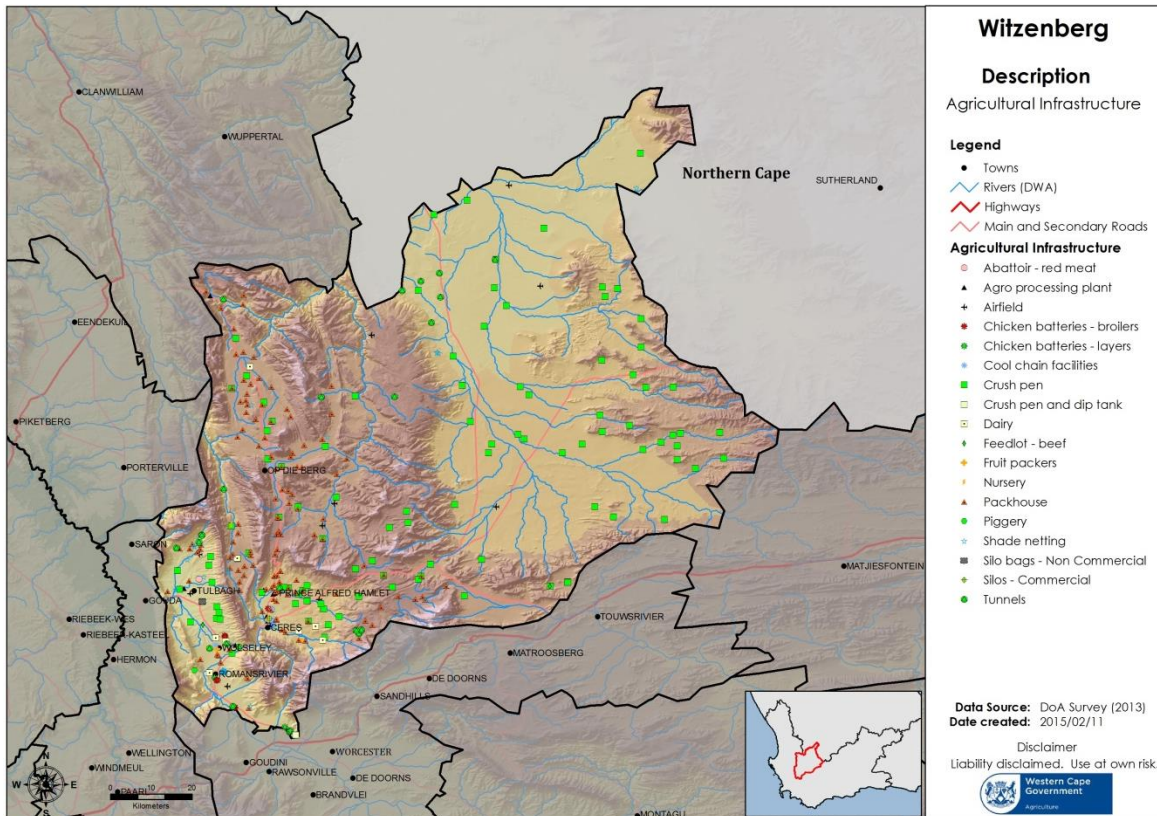 Witzenberg
Description
Agricultural Infrastructure
Legend
Towns
Rivers (DWA)
Highways
Main and Secondary Roads
Agricultural Infrastructure
Abattoir - red meat
Agro processing plant
Airfield
Chicken batteries - broilers
Chicken batteries - layers
Cool chain facilities
Crush pen
Crush pen and dip tank
Dairy
Feedlot - beef
Fruit packers
Nursery
Packhouse
Piggery
Shade netting
Silo bags - Non Commercial
Silos - Commercial
Tunnels
Data Source: DoA Survey (2013)
Date created: 2015/02/11
Disclaimer
Liability disclaimed. Use at own risk.
Western Cape
Government
Agriculture
CLANWILLIAM
WUPPERTAL
Northern Cape
SUTHERLAND
EENDEKUIL
PIKETBERG
PORTERVILLE
OP DIE BERG
SARON
MATJIESFONTEIN
TULBAGH
PRINCE ALFRED HAMLET
GOUDA
RIEBEEK-WES
TOUWSRIVIER
RIEBEEK-KASTEEL
CERES
WOLSELEY
HERMON
MATROOSBERG
ROMANSRIVIER
DE DOORNS
SANDHILLS
WELLINGTON
WORCESTER
GOUDINI
WINDMEUL
RAWSONVILLE
DE DOORNS
PAARL
BRANDVLEI
MONTAGU
N
W
E
S
0
10
20
Kilometers